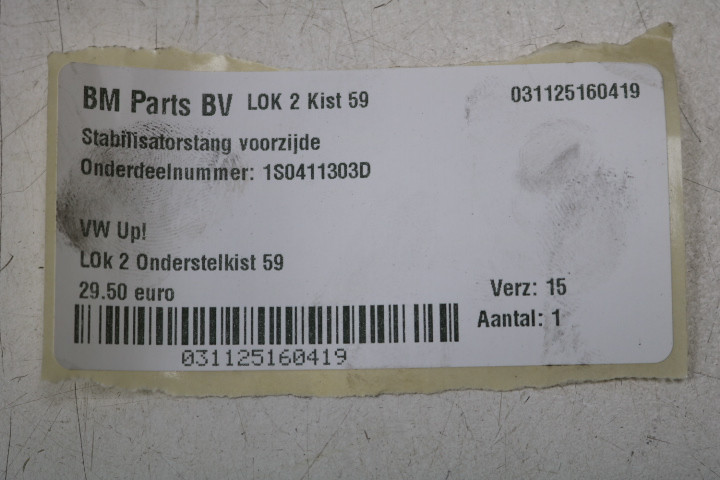 BM Parts BV LOK 2 Kist 59 031125160419
Stabilisatorstang voorzijde
Onderdeelnummer: 1S0411303D
VW Up!
LOk 2 Onderstelkist 59
29.50 euro Verz: 15
Aantal: 1
031125160419